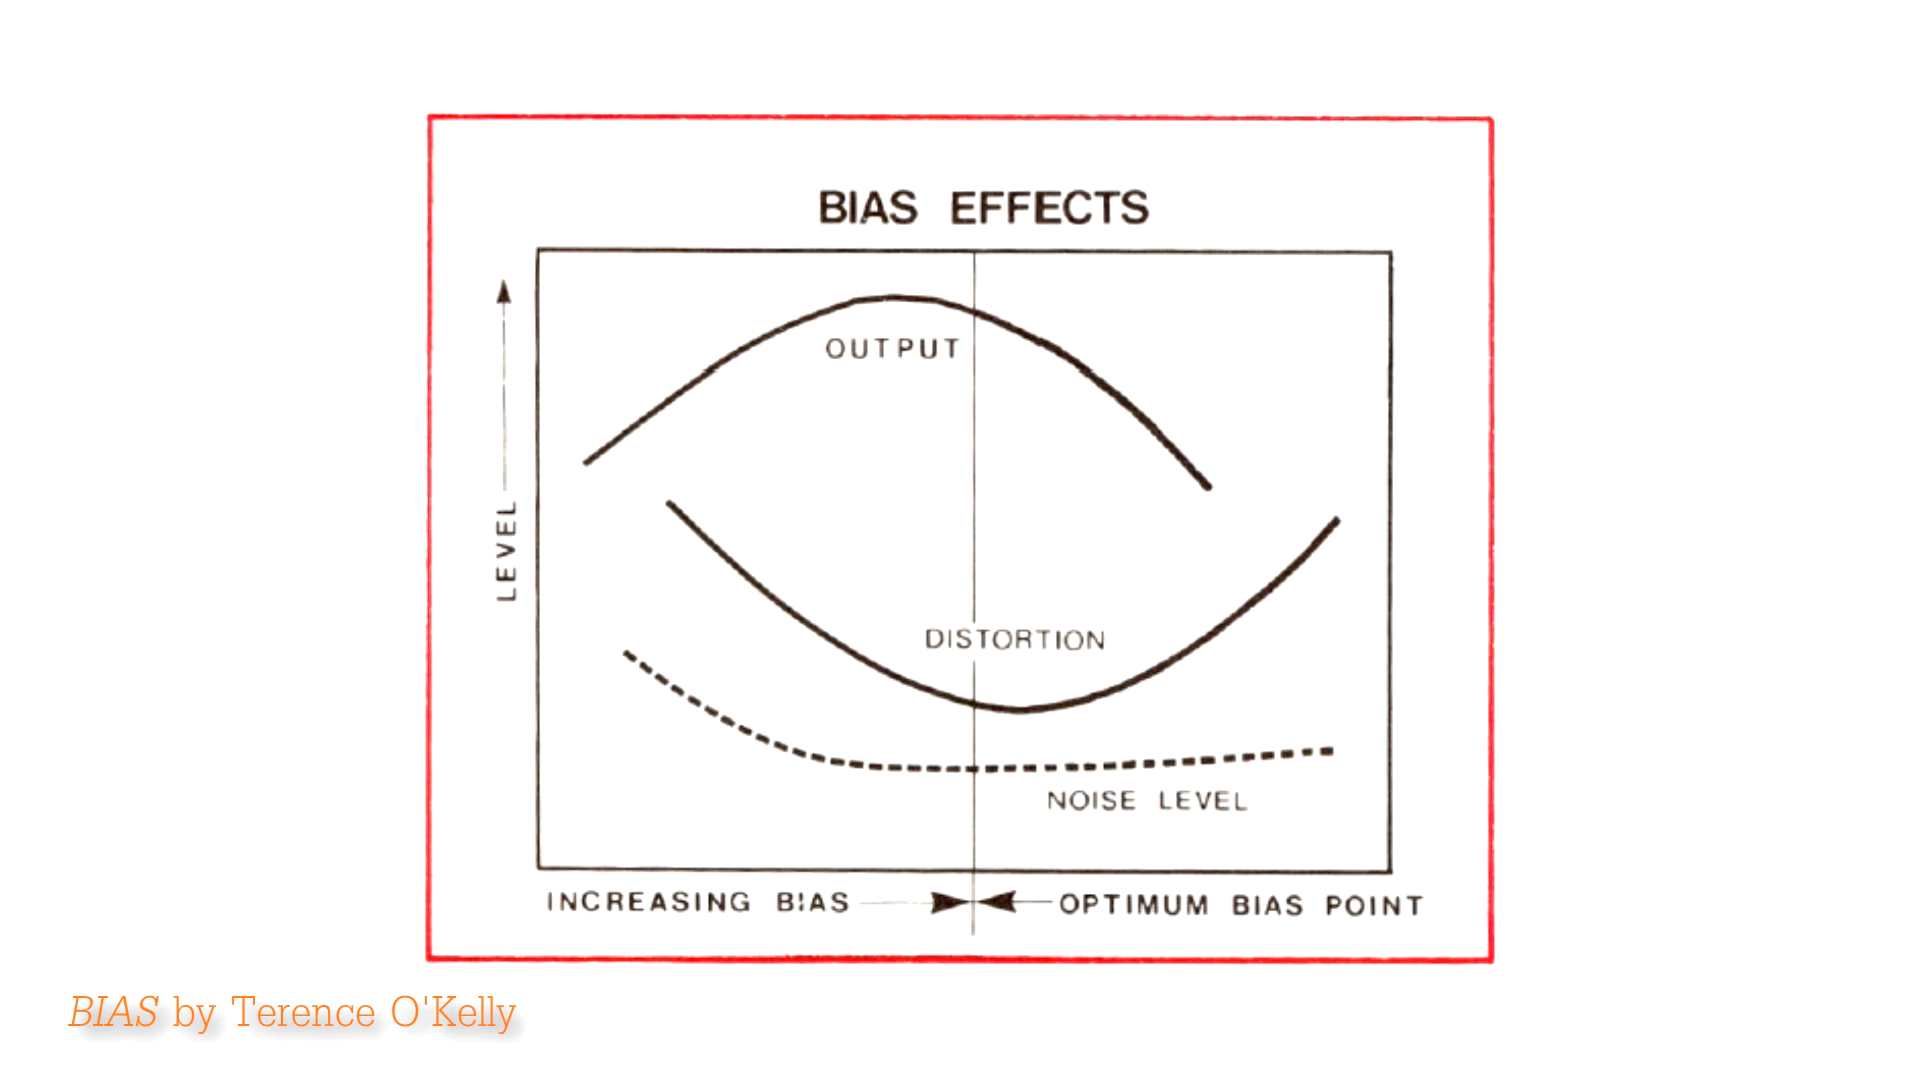 BIAS EFFECTS
LEVEL
OUTPUT
DISTORTION
NOISE LEVEL
INCREASING BIAS
OPTIMUM BIAS POINT
BIAS by Terence O'Kelly